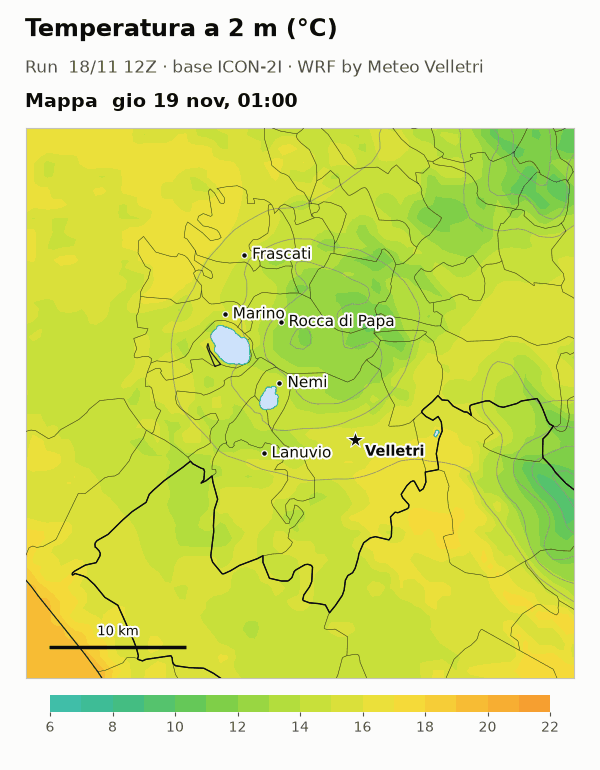 Temperatura a 2 m (°C)
Run  18/11 12Z · base ICON-2I · WRF by Meteo Velletri
Mappa  gio 19 nov, 01:00
Frascati
Marino
Rocca di Papa
Nemi
Velletri
Lanuvio
10 km
6 8 10 12 14 16 18 20 22